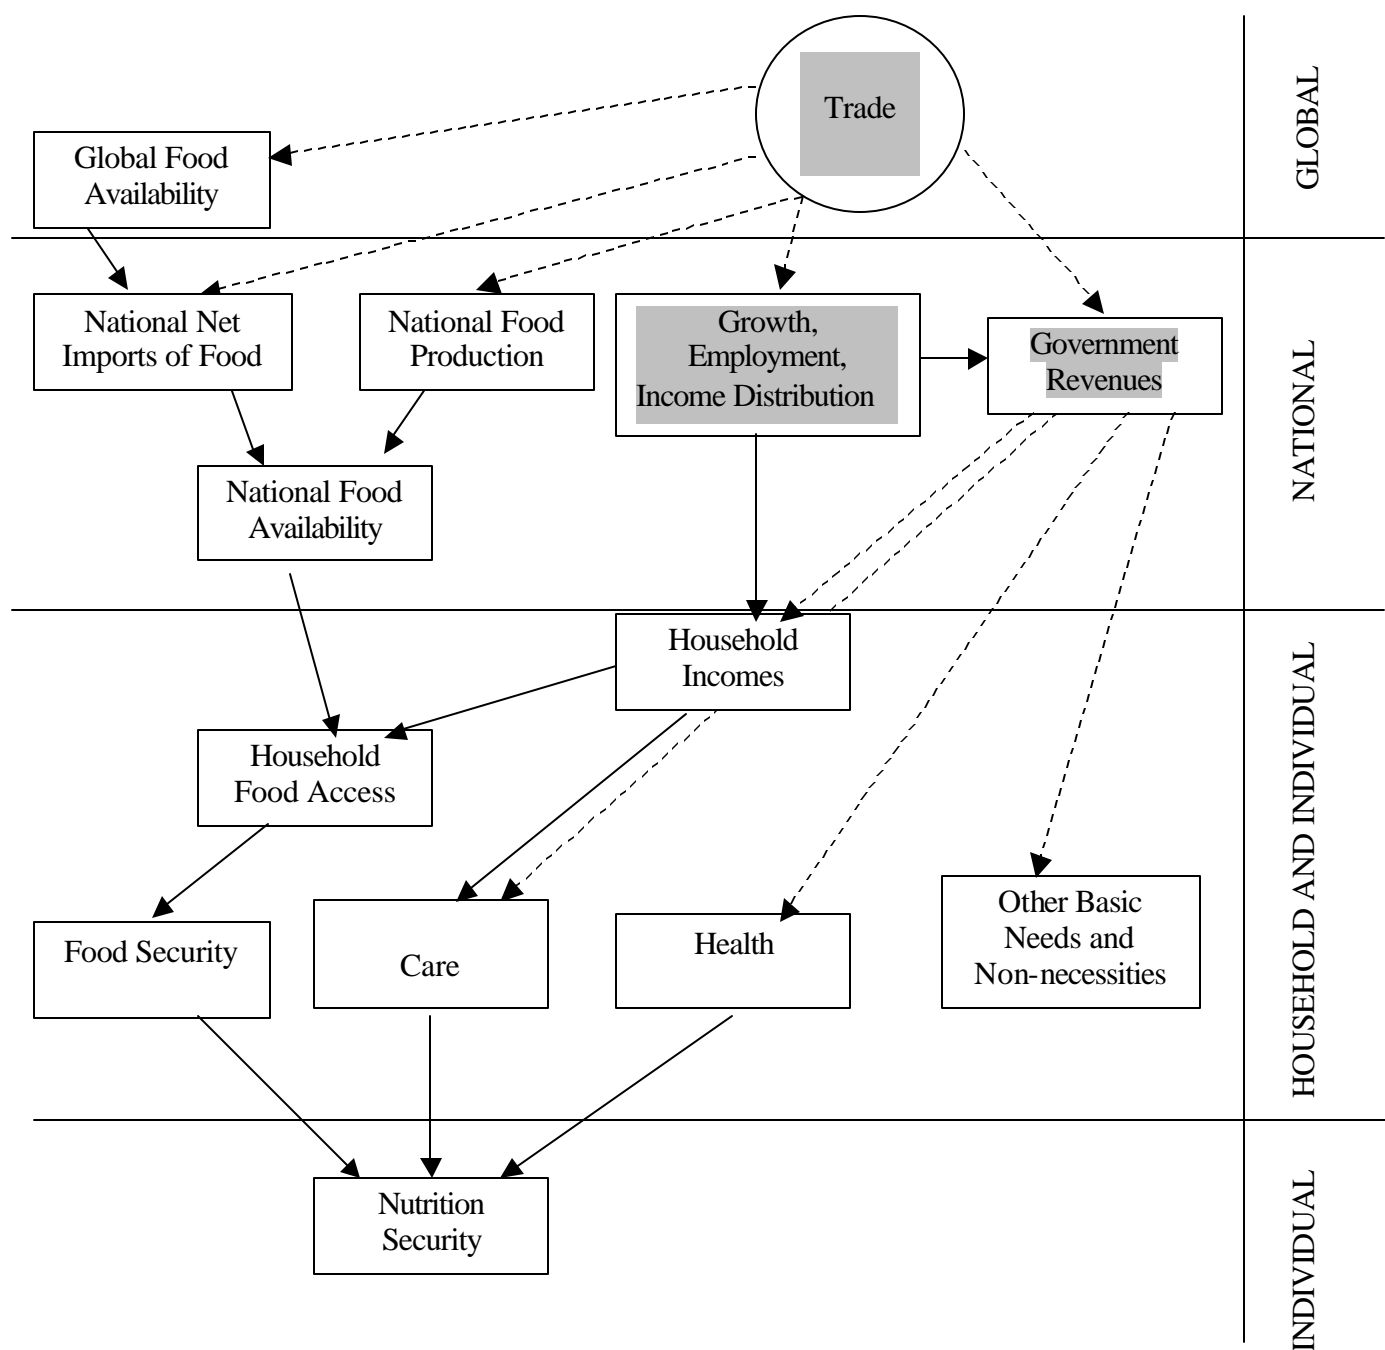 Trade
GLOBAL
Global Food
Availability
National Net
Imports of Food
National Food
Production
Growth,
Employment,
Income Distribution
Government
Revenues
NATIONAL
National Food
Availability
Household
Incomes
HOUSEHOLD AND INDIVIDUAL
Household
Food Access
Food Security
Care
Health
Other Basic
Needs and
Non-necessities
Nutrition
Security
INDIVIDUAL